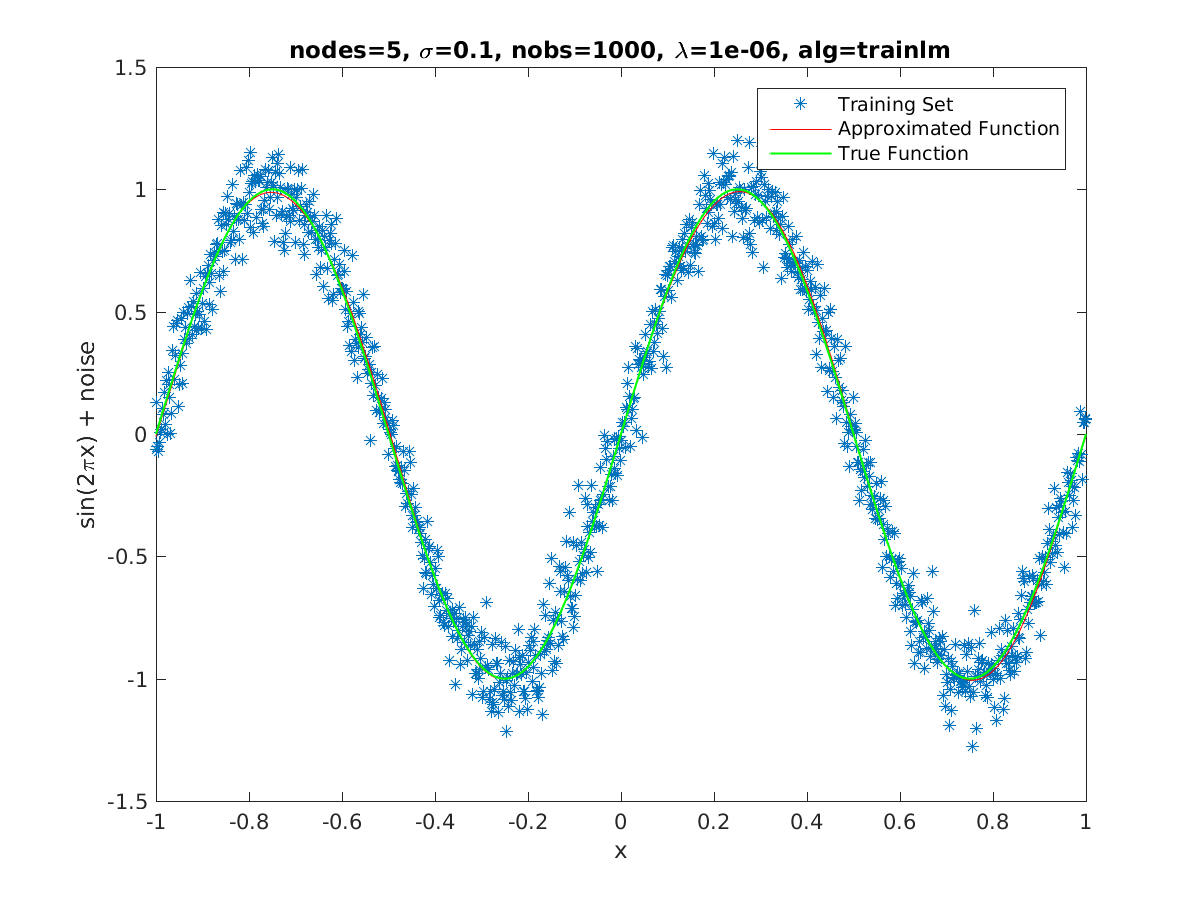 nodes=5, σ=0.1, nobs=1000, λ=1e-06, alg=trainlm
1.5
1
0.5
0
-0.5
-1
-1.5
sin(2πx) + noise
Training Set
Approximated Function
True Function
-1 -0.8 -0.6 -0.4 -0.2 0 0.2 0.4 0.6 0.8 1
x